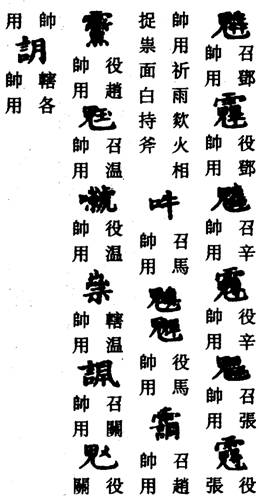 召鄧帥用 役鄧帥用 召辛帥用 役辛帥用 召張帥用 役張
帥用祈雨欻火相捉祟面白持斧 吽 召馬帥用 役馬帥用 召趙帥用
役趙帥用 召温帥用 役温帥用 轄温帥用 召關帥用 役關
帥用 轄各帥用